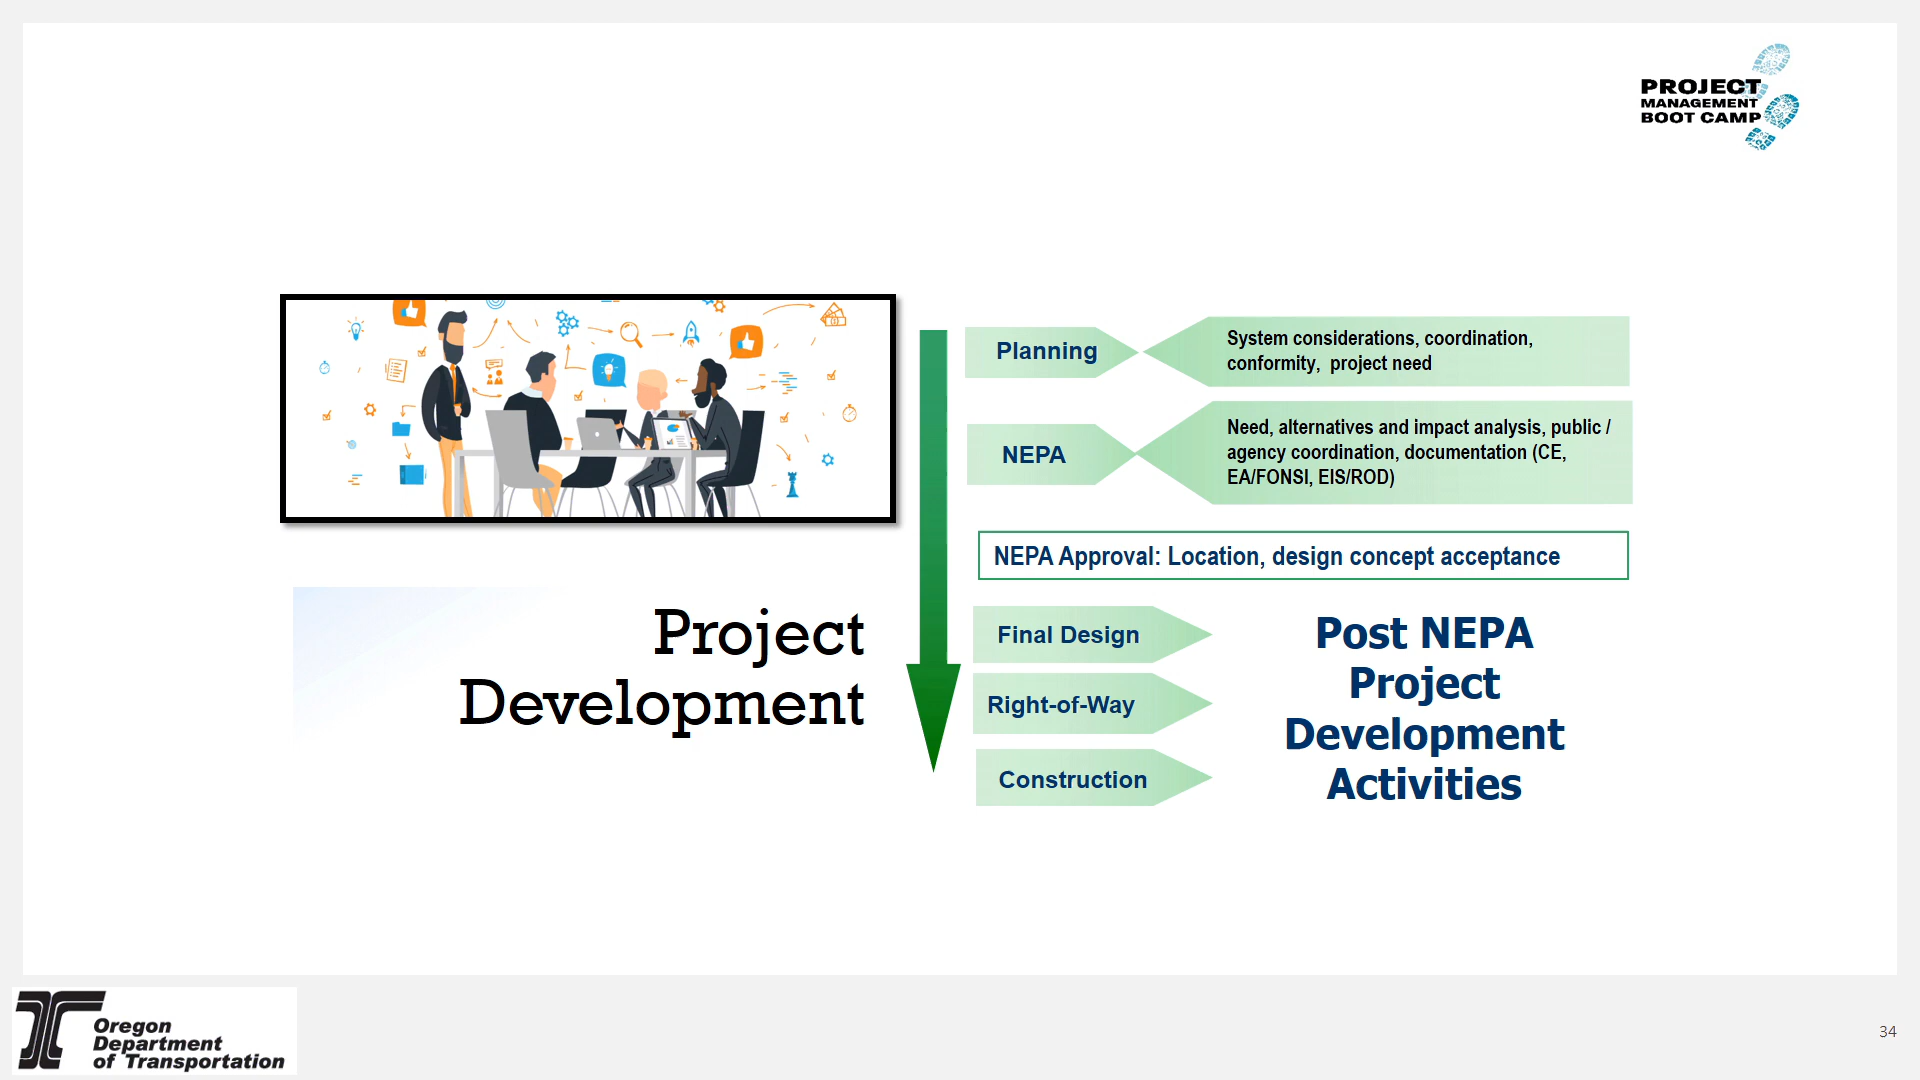 PROJECT
MANAGEMENT
BOOT CAMP
Project
Development
Planning
System considerations, coordination,
conformity,  project need
NEPA
Need, alternatives and impact analysis, public /
agency coordination, documentation (CE,
EA/FONSI, EIS/ROD)
NEPA Approval: Location, design concept acceptance
Final Design
Right-of-Way
Construction
Post NEPA
Project
Development
Activities
Oregon
Department
of Transportation
34